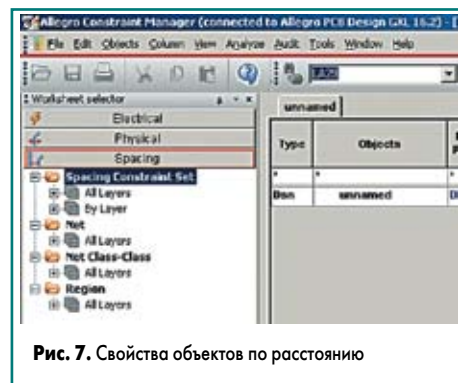 Allegro Constraint Manager (connected to Allegro PCB Design GXL 16.2) - [
File Edit Objects Column View Analyze Audit Tools Window Help
Worksheet selector
unnamed
Electrical
Physical
Spacing
Type Objects
Spacing Constraint Set
All Layers
By Layer
* * *
Dsn unnamed
Net
All Layers
Net Class-Class
All Layers
Region
All Layers
Рис. 7. Свойства объектов по расстоянию